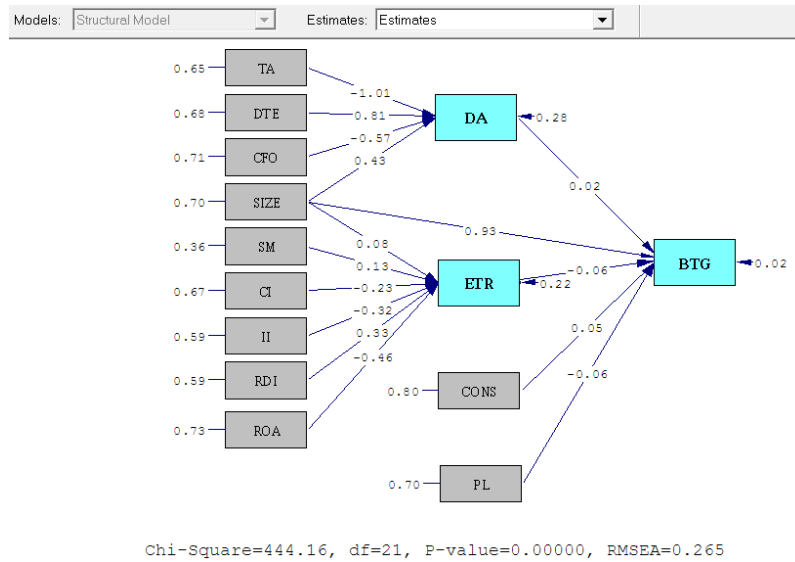 Models: Structural Model Estimates: Estimates
0.65 TA
-1.01
0.68 DTE
0.81
DA
0.28
-0.57
0.71 CFO
0.43
0.02
0.70 SIZE
0.93
0.08
0.36 SM
0.13
BTG
0.02
-0.06
ETR
0.22
0.67 CI
-0.23
-0.32
0.59 II
0.33
0.05
-0.46
0.59 RDI
-0.06
0.80 CONS
0.73 ROA
0.70 PL
Chi-Square=444.16, df=21, P-value=0.00000, RMSEA=0.265